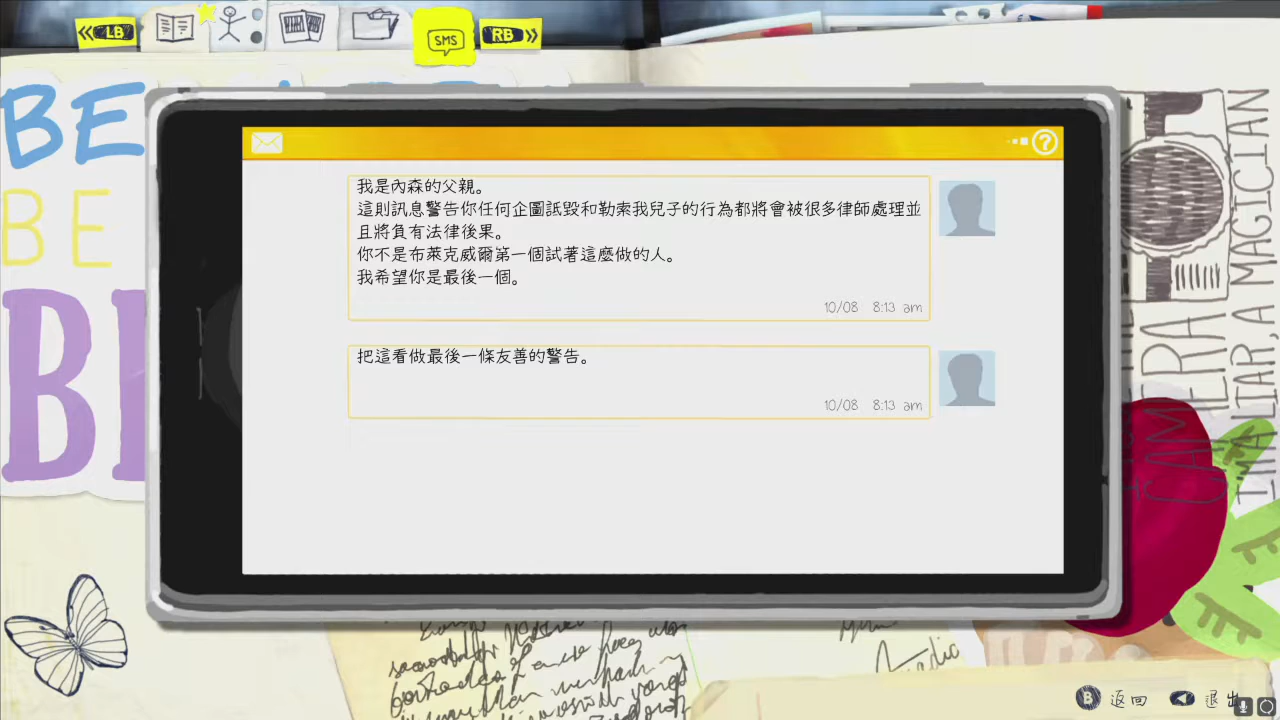 LB
SMS
RB
BE
BE
BE
我是內森的父親。
這則訊息警告你任何企圖詆毀和勒索我兒子的行為都將會被很多律師處理並
且將負有法律後果。
你不是布萊克威爾第一個試著這麼做的人。
我希望你是最後一個。
10/08 8:13 am
把這看做最後一條友善的警告。
10/08 8:13 am
CAMERA
LIAR, A MAGICIAN
B 返回
退出